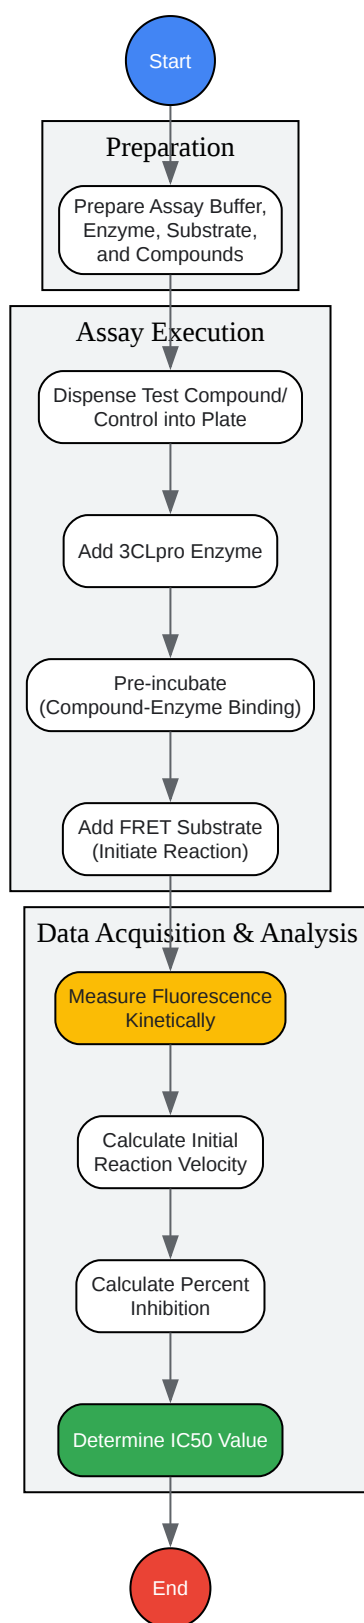 Start
Preparation
Prepare Assay Buffer,
Enzyme, Substrate,
and Compounds
Assay Execution
Dispense Test Compound/
Control into Plate
Add 3CLpro Enzyme
Pre-incubate
(Compound-Enzyme Binding)
Add FRET Substrate
(Initiate Reaction)
Data Acquisition & Analysis
Measure Fluorescence
Kinetically
Calculate Initial
Reaction Velocity
Calculate Percent
Inhibition
Determine IC50 Value
End